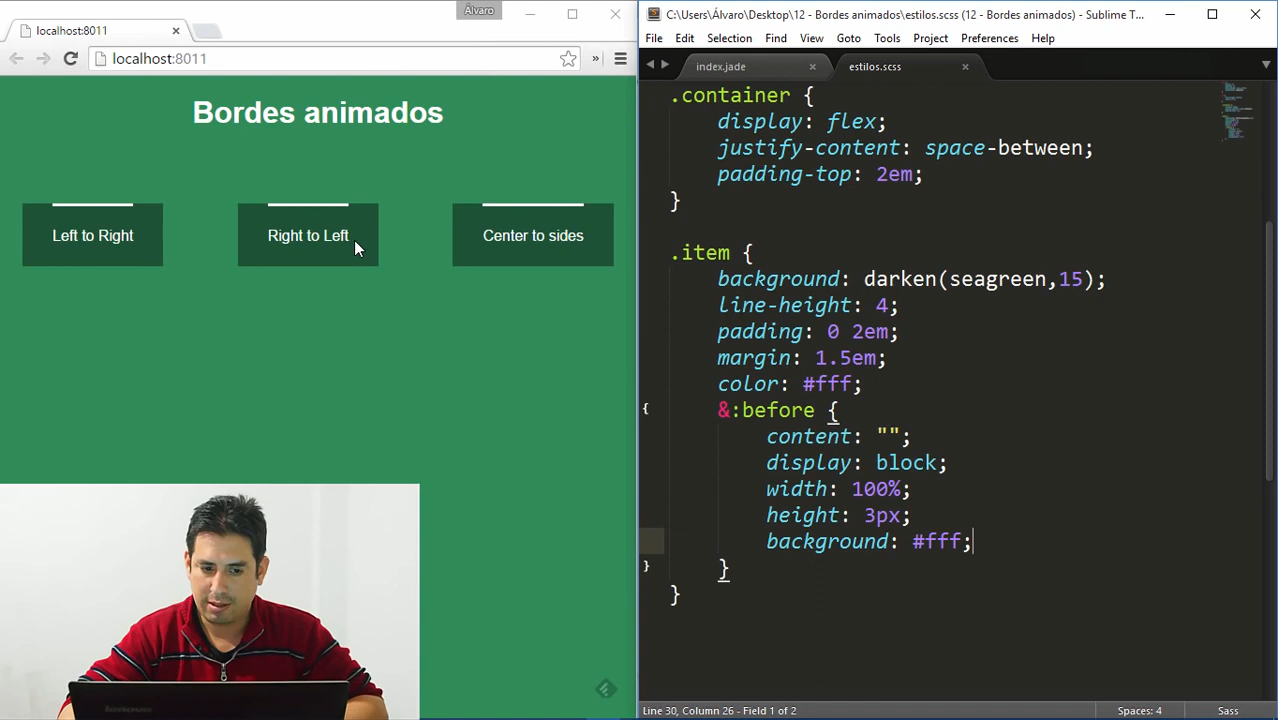 Álvaro
localhost:8011
localhost:8011
Bordes animados
Left to Right
Right to Left
Center to sides
C:\Users\Álvaro\Desktop\12 - Bordes animados\estilos.scss (12 - Bordes animados) - Sublime T...
File Edit Selection Find View Goto Tools Project Preferences Help
index.jade
estilos.scss
.container {
display: flex;
justify-content: space-between;
padding-top: 2em;
}
.item {
background: darken(seagreen,15);
line-height: 4;
padding: 0 2em;
margin: 1.5em;
color: #fff;
&:before {
content: "";
display: block;
width: 100%;
height: 3px;
background: #fff;
}
}
Line 30, Column 26 - Field 1 of 2
Spaces: 4
Sass